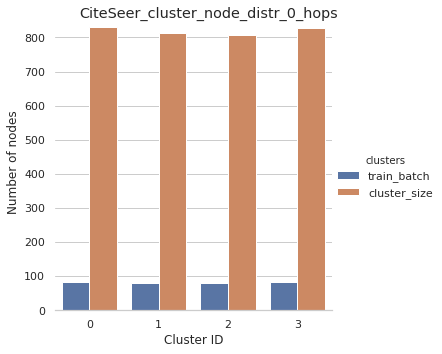 CiteSeer_cluster_node_distr_0_hops
800
700
600
500
400
300
200
100
0
Number of nodes
0 1 2 3
Cluster ID
clusters
train_batch
cluster_size